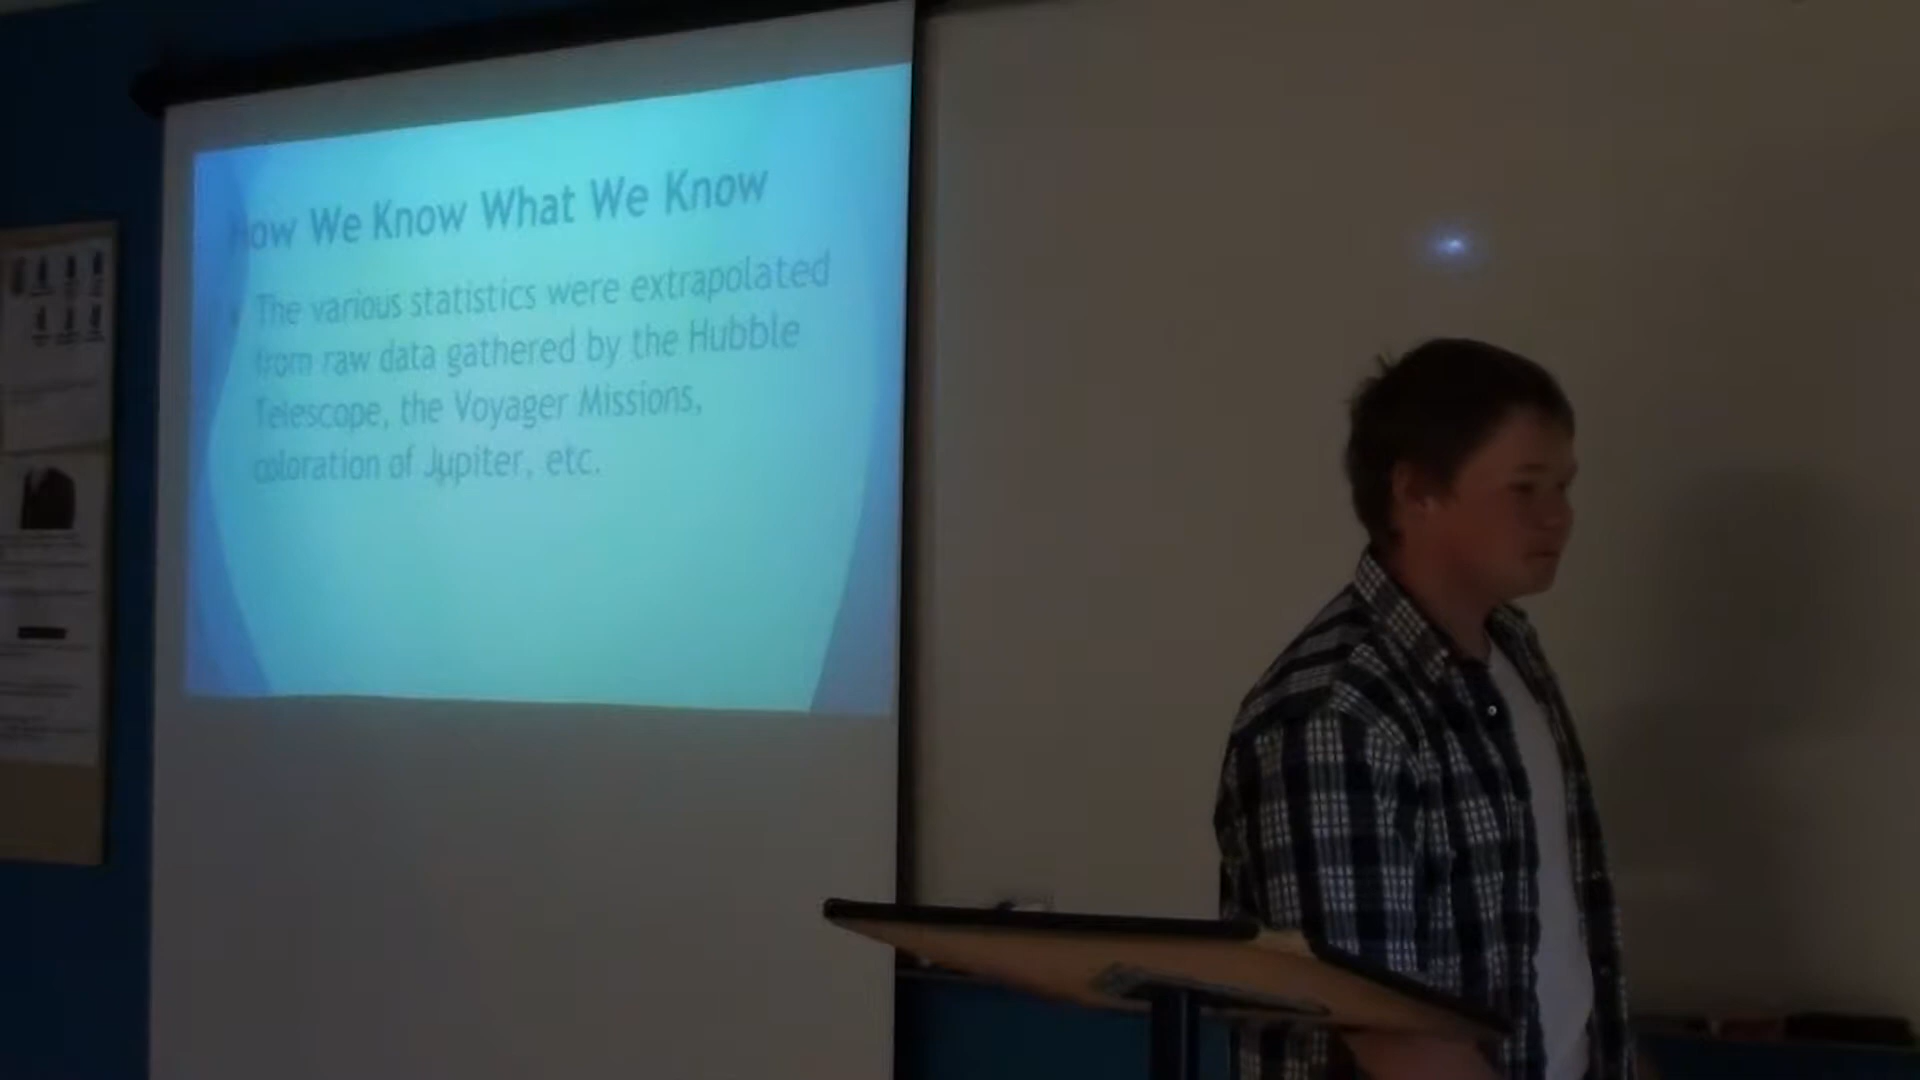 How We Know What We Know
The various statistics were extrapolated
from raw data gathered by the Hubble
Telescope, the Voyager Missions,
coloration of Jupiter, etc.